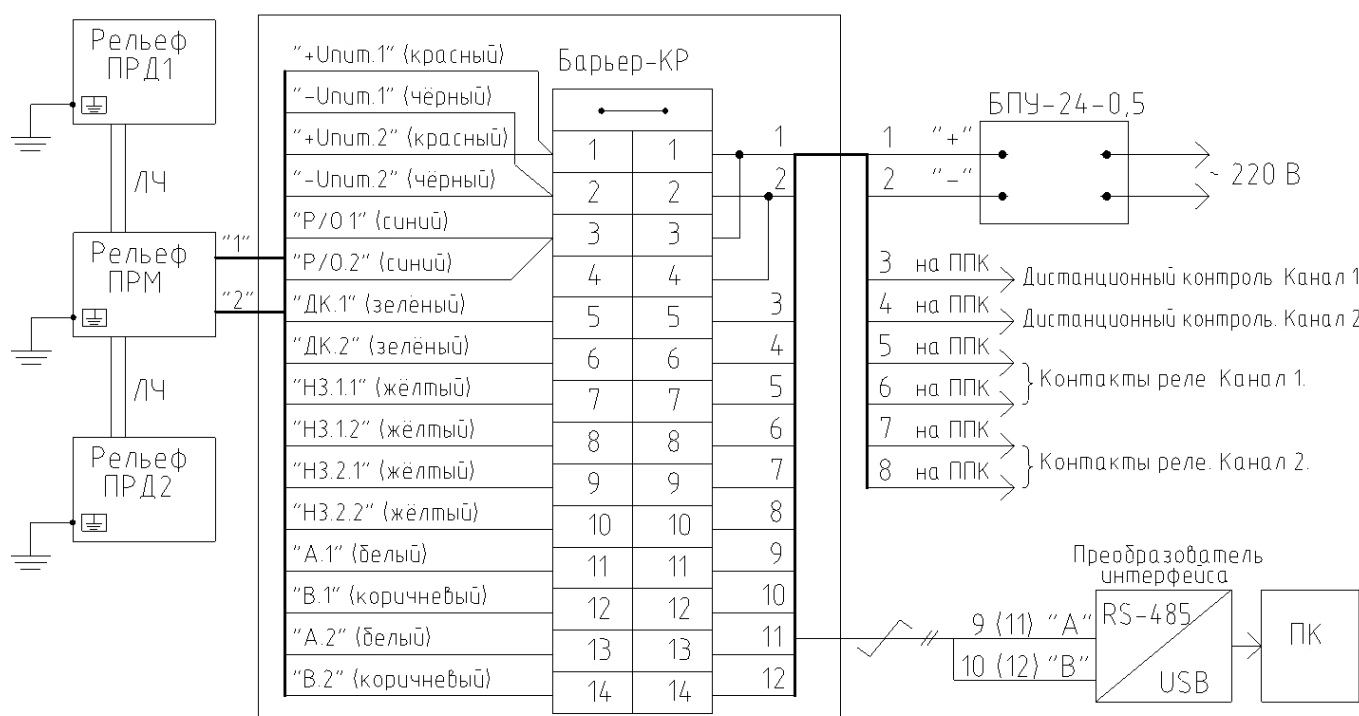 Рельеф
ПРД1
ЛЧ
Рельеф
ПРМ
ЛЧ
Рельеф
ПРД2
"1"
"2"
"+Uпит.1" (красный)
"-Uпит.1" (чёрный)
"+Uпит.2" (красный)
"-Uпит.2" (чёрный)
"Р/О 1" (синий)
"Р/О.2" (синий)
"ДК.1" (зелёный)
"ДК.2" (зелёный)
"НЗ.1.1" (жёлтый)
"НЗ.1.2" (жёлтый)
"НЗ.2.1" (жёлтый)
"НЗ.2.2" (жёлтый)
"А.1" (белый)
"В.1" (коричневый)
"А.2" (белый)
"В.2" (коричневый)
Барьер-КР
1 1
2 2
3 3
4 4
5 5
6 6
7 7
8 8
9 9
10 10
11 11
12 12
13 13
14 14
1
2
3
4
5
6
7
8
9
10
11
12
БПУ-24-0,5
1 "+"
2 "-"
~ 220 В
3 на ППК Дистанционный контроль Канал 1
4 на ППК Дистанционный контроль. Канал 2
5 на ППК
6 на ППК
Контакты реле Канал 1.
7 на ППК
8 на ППК
Контакты реле. Канал 2.
Преобразователь
интерфейса
9 (11) "А"
10 (12) "В"
RS-485
USB
ПК